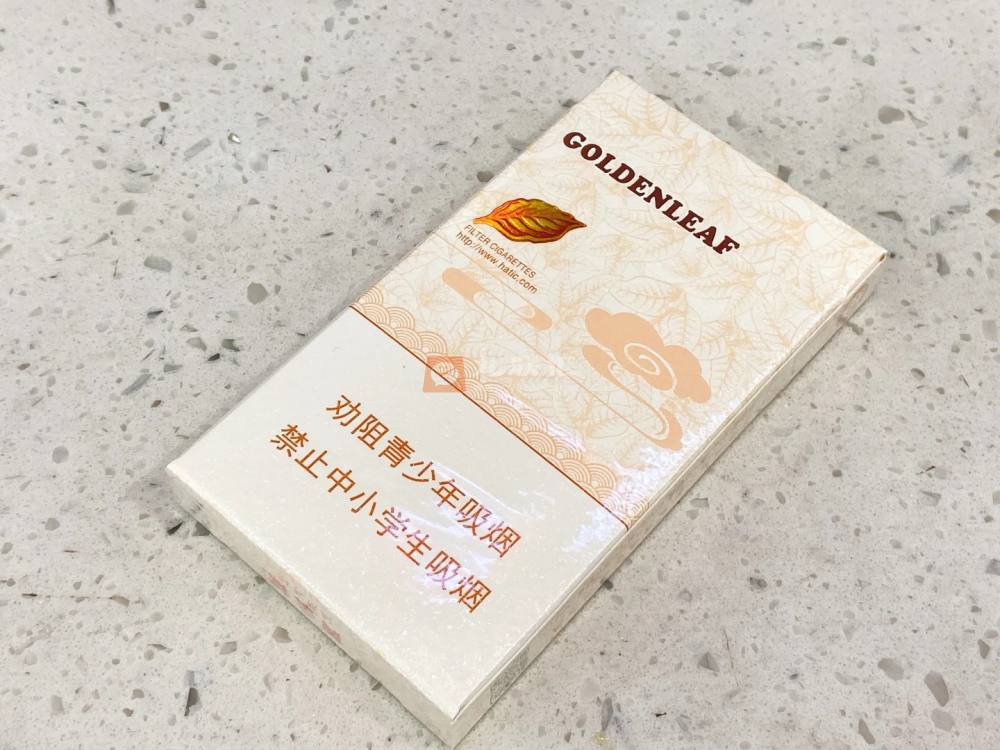 GOLDENLEAF
FILTER CIGARETTES
http://www.hatic.com
劝阻青少年吸烟
禁止中小学生吸烟